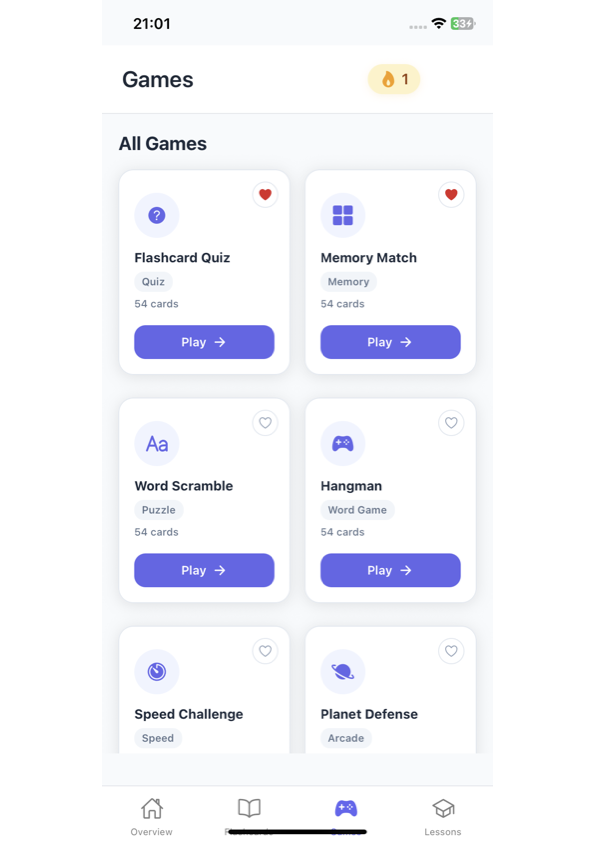 21:01
33
Games
1
All Games
?
Flashcard Quiz
Quiz
54 cards
Play →
Memory Match
Memory
54 cards
Play →
Aa
Word Scramble
Puzzle
54 cards
Play →
Hangman
Word Game
54 cards
Play →
Speed Challenge
Speed
Planet Defense
Arcade
Overview
Lessons